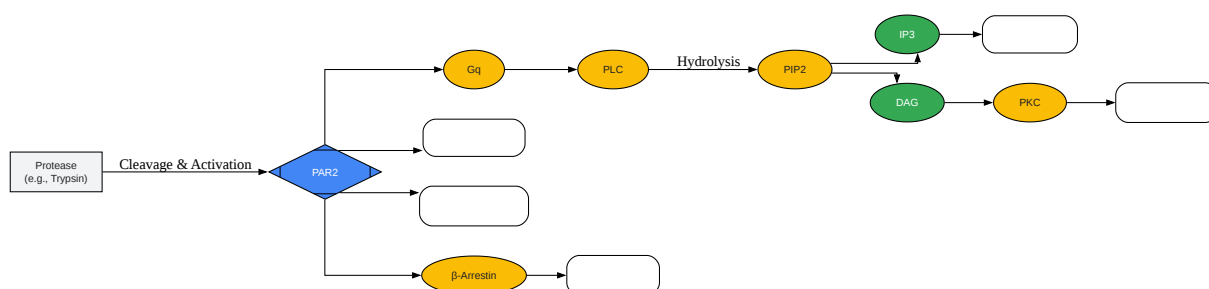 IP3
Gq
PLC
Hydrolysis
PIP2
DAG
PKC
Protease
(e.g., Trypsin)
Cleavage & Activation
PAR2
β-Arrestin